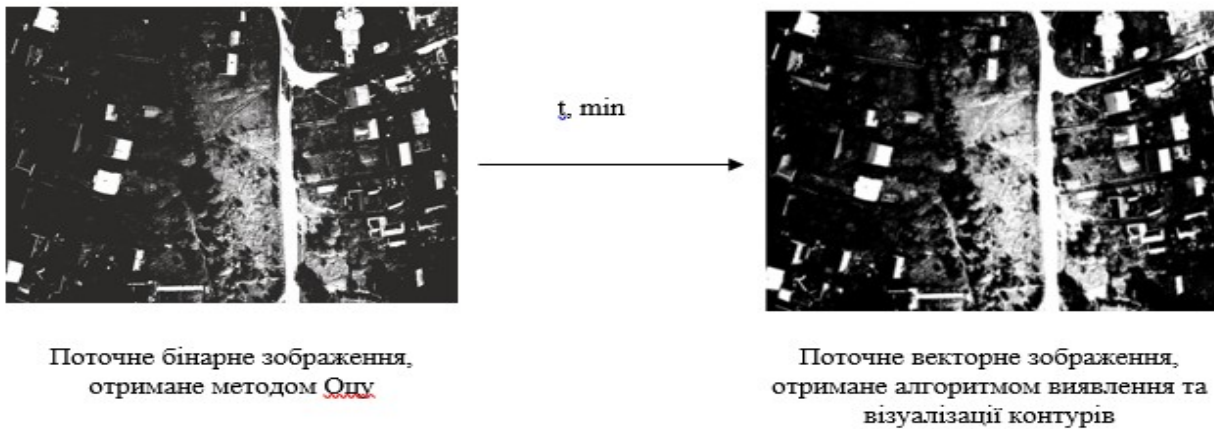 t, min
Поточне бінарне зображення,
отримане методом Оцу
Поточне векторне зображення,
отримане алгоритмом виявлення та
візуалізації контурів